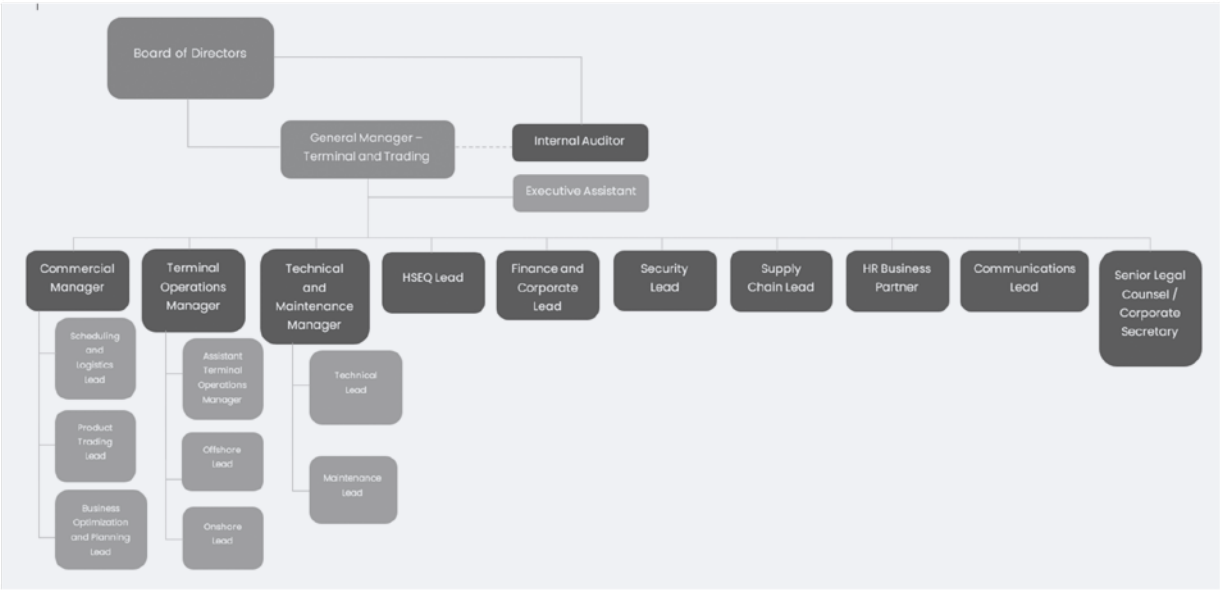 Board of Directors
General Manager –
Terminal and Trading
Internal Auditor
Executive Assistant
Commercial
Manager
Terminal
Operations
Manager
Technical
and
Maintenance
Manager
HSEQ Lead
Finance and
Corporate
Lead
Security
Lead
Supply
Chain Lead
HR Business
Partner
Communications
Lead
Senior Legal
Counsel /
Corporate
Secretary
Scheduling
and
Logistics
Lead
Product
Trading
Lead
Business
Optimization
and Planning
Lead
Assistant
Terminal
Operations
Manager
Offshore
Lead
Onshore
Lead
Technical
Lead
Maintenance
Lead